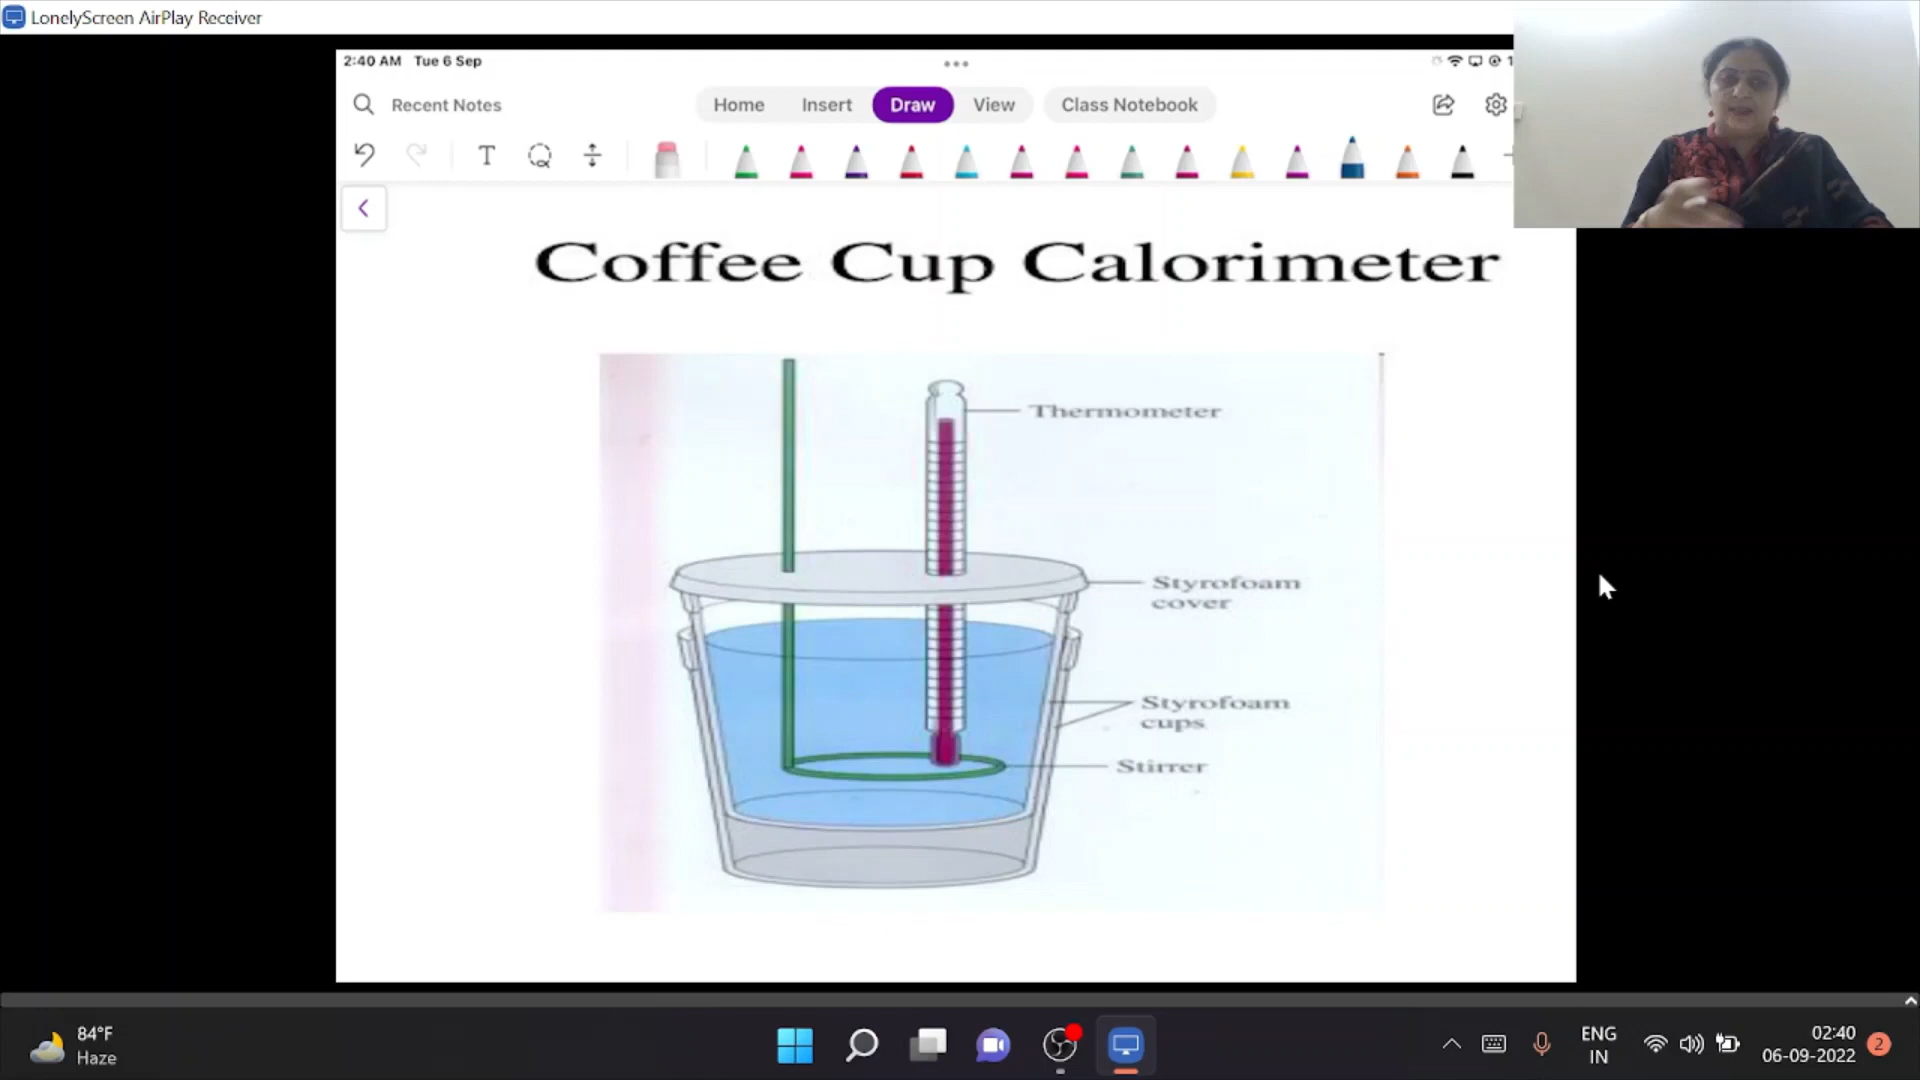 LonelyScreen AirPlay Receiver
2:40 AM Tue 6 Sep
Recent Notes
Home Insert Draw View Class Notebook
T
Coffee Cup Calorimeter
Thermometer
Styrofoam
cover
Styrofoam
cups
Stirrer
84°F
Haze
ENG
IN
02:40
06-09-2022
2